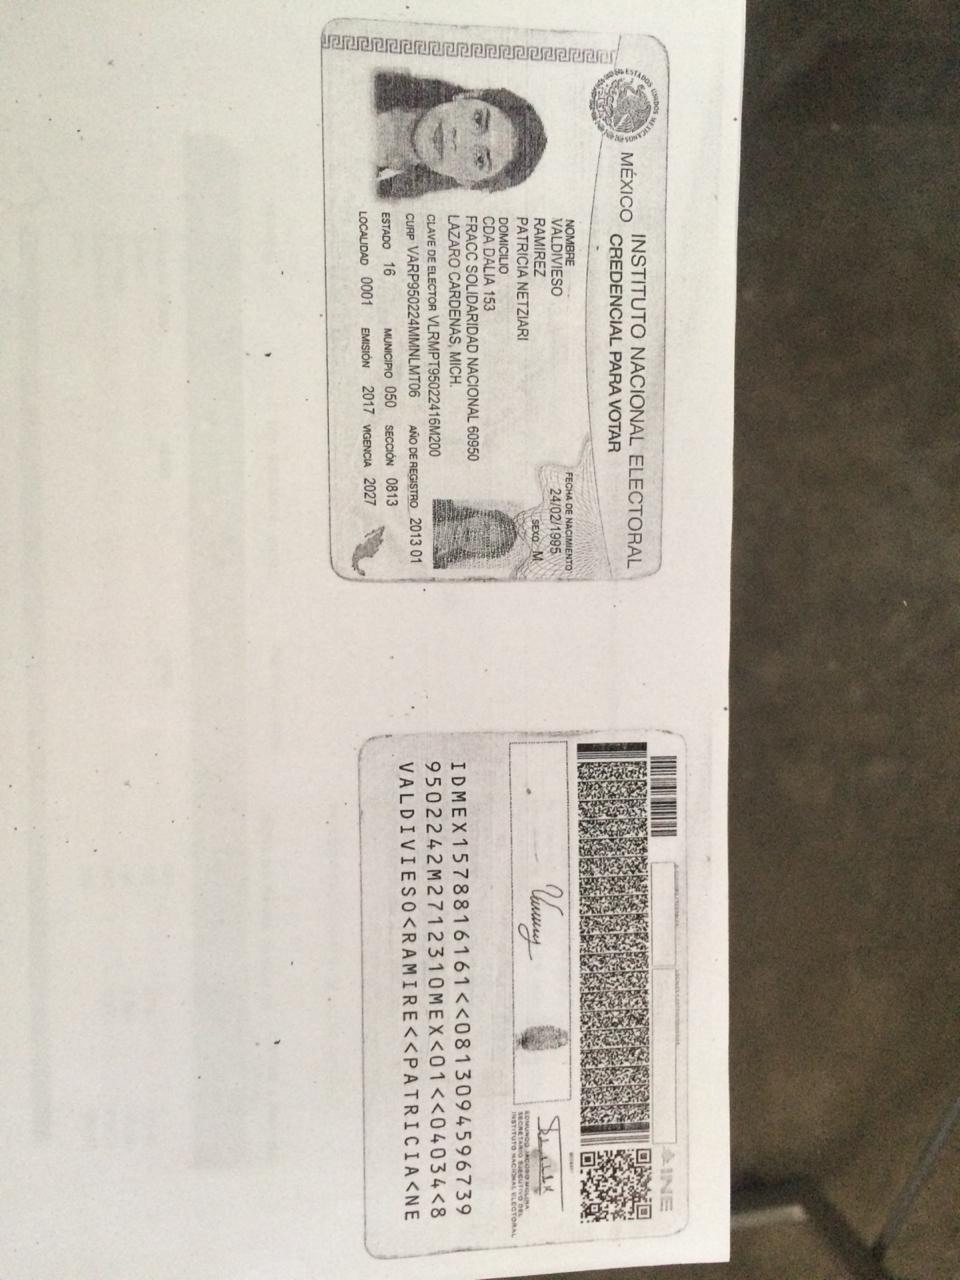 ESTADOS UNIDOS MEXICANOS
MÉXICO INSTITUTO NACIONAL ELECTORAL
CREDENCIAL PARA VOTAR
NOMBRE
VALDIVIESO
RAMIREZ
PATRICIA NETZIARI
FECHA DE NACIMIENTO
24/02/1995
SEXO M
DOMICILIO
CDA DALIA 153
FRACC SOLIDARIDAD NACIONAL 60950
LAZARO CARDENAS, MICH.
CLAVE DE ELECTOR VLRMPT95022416M200
CURP VARP950224MMNLMT06 AÑO DE REGISTRO 2013 01
ESTADO 16 MUNICIPIO 050 SECCIÓN 0813
LOCALIDAD 0001 EMISIÓN 2017 VIGENCIA 2027
INE
EDMUNDO JACOBO MOLINA
SECRETARIO EJECUTIVO DEL
INSTITUTO NACIONAL ELECTORAL
IDMEX1578816161<<0813094596739
9502242M2712310MEX<01<<04034<8
VALDIVIESO<RAMIRE<<PATRICIA<NE